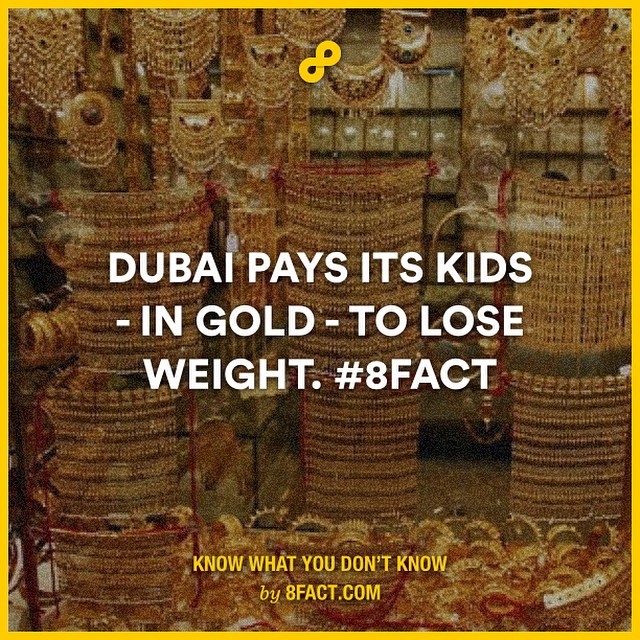 DUBAI PAYS ITS KIDS
- IN GOLD - TO LOSE
WEIGHT. #8FACT
KNOW WHAT YOU DON'T KNOW
by 8FACT.COM